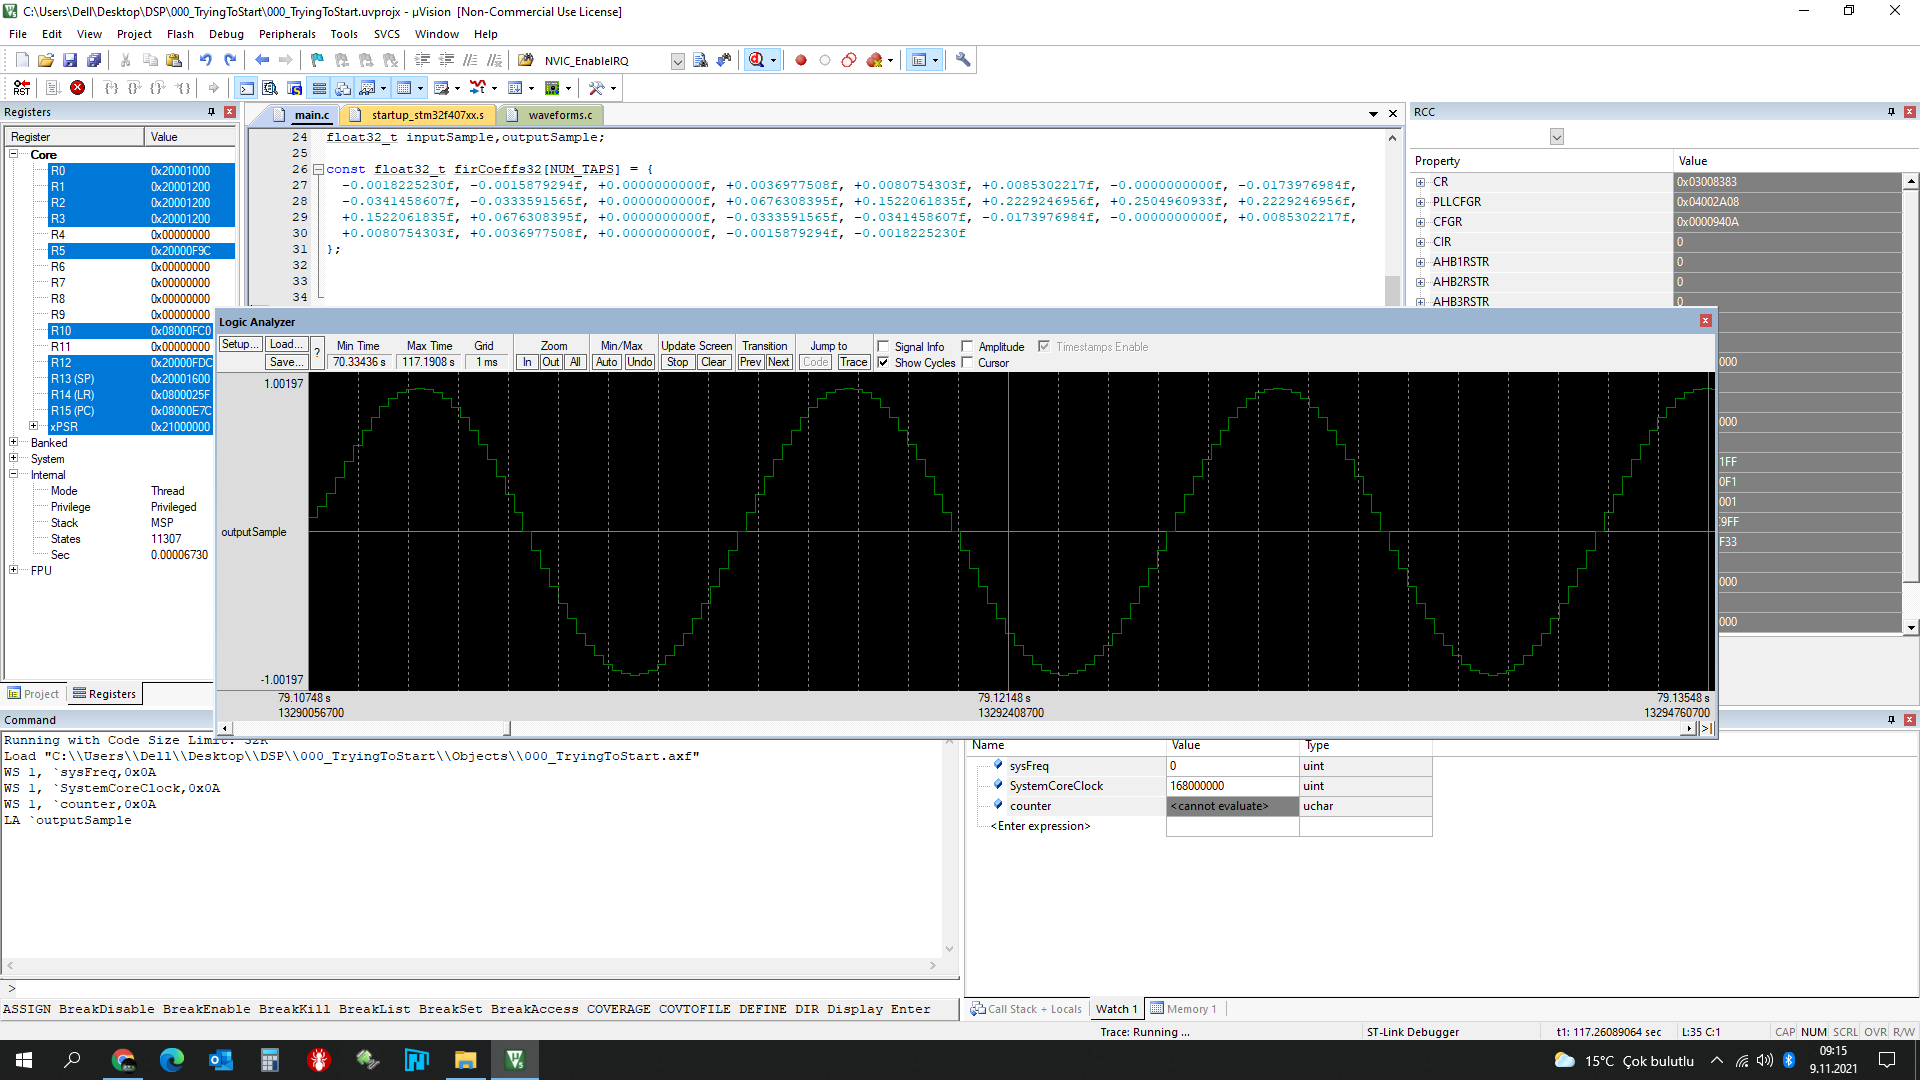 C:\Users\Dell\Desktop\DSP\000_TryingToStart\000_TryingToStart.uvprojx - µVision  [Non-Commercial Use License]
File Edit View Project Flash Debug Peripherals Tools SVCS Window Help
NVIC_EnableIRQ
RST
Registers
Register Value
Core
R0 0x20001000
R1 0x20001200
R2 0x20001200
R3 0x20001200
R4 0x00000000
R5 0x20000F9C
R6 0x00000000
R7 0x00000000
R8 0x00000000
R9 0x00000000
R10 0x08000FC0
R11 0x00000000
R12 0x20000FDC
R13 (SP) 0x20001600
R14 (LR) 0x0800025F
R15 (PC) 0x08000E7C
xPSR 0x21000000
Banked
System
Internal
Mode Thread
Privilege Privileged
Stack MSP
States 11307
Sec 0.00006730
FPU
Project Registers
main.c startup_stm32f407xx.s waveforms.c
24 float32_t inputSample,outputSample;
25
26 const float32_t firCoeffs32[NUM_TAPS] = {
27 -0.0018225230f, -0.0015879294f, +0.0000000000f, +0.0036977508f, +0.0080754303f, +0.0085302217f, -0.0000000000f, -0.0173976984f,
28 -0.0341458607f, -0.0333591565f, +0.0000000000f, +0.0676308395f, +0.1522061835f, +0.2229246956f, +0.2504960933f, +0.2229246956f,
29 +0.1522061835f, +0.0676308395f, +0.0000000000f, -0.0333591565f, -0.0341458607f, -0.0173976984f, -0.0000000000f, +0.0085302217f,
30 +0.0080754303f, +0.0036977508f, +0.0000000000f, -0.0015879294f, -0.0018225230f
31 };
32
33
34
RCC
Property Value
CR 0x03008383
PLLCFGR 0x04002A08
CFGR 0x0000940A
CIR 0
AHB1RSTR 0
AHB2RSTR 0
AHB3RSTR 0
000
000
1FF
0F1
001
F33
000
000
Logic Analyzer
Setup... Load... Save... ?
Min Time 70.33436 s
Max Time 117.1908 s
Grid 1 ms
Zoom In Out All
Min/Max Auto Undo
Update Screen Stop Clear
Transition Prev Next
Jump to Code Trace
Signal Info Amplitude Timestamps Enable
Show Cycles Cursor
1.00197
outputSample
-1.00197
79.10748 s 79.12148 s 79.13548 s
13290056700 13292408700 13294760700
Command
Running with Code Size Limit: 32K
Load "C:\\Users\\Dell\\Desktop\\DSP\\000_TryingToStart\\Objects\\000_TryingToStart.axf"
WS 1, `sysFreq,0x0A
WS 1, `SystemCoreClock,0x0A
WS 1, `counter,0x0A
LA `outputSample
>
ASSIGN BreakDisable BreakEnable BreakKill BreakList BreakSet BreakAccess COVERAGE COVTOFILE DEFINE DIR Display Enter
Name Value Type
sysFreq 0 uint
SystemCoreClock 168000000 uint
counter <cannot evaluate> uchar
<Enter expression>
Call Stack + Locals Watch 1 Memory 1
Trace: Running ... ST-Link Debugger t1: 117.26089064 sec L:35 C:1 CAP NUM SCRL OVR R/W
15°C Çok bulutlu
09:15
9.11.2021